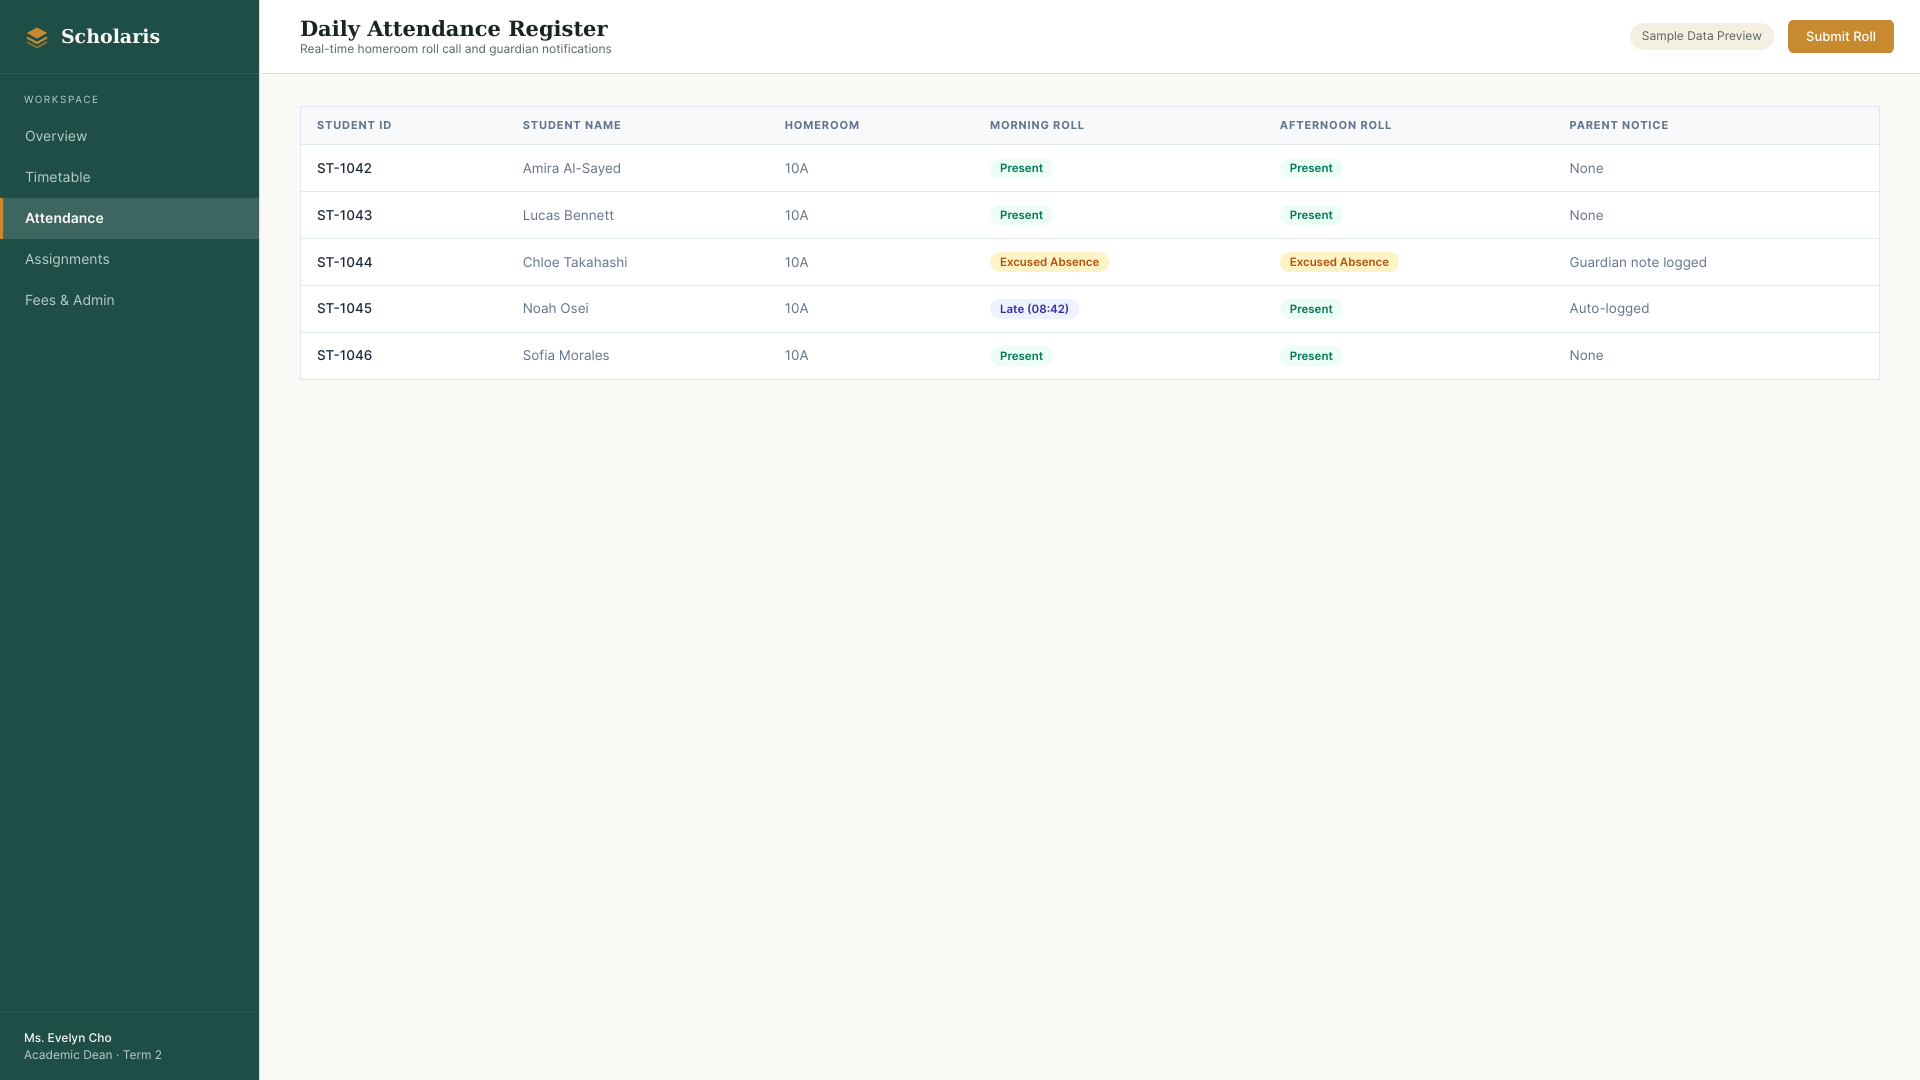 Scholaris
WORKSPACE
Overview
Timetable
Attendance
Assignments
Fees & Admin
Ms. Evelyn Cho
Academic Dean · Term 2
Daily Attendance Register
Real-time homeroom roll call and guardian notifications
Sample Data Preview
Submit Roll
STUDENT ID STUDENT NAME HOMEROOM MORNING ROLL AFTERNOON ROLL PARENT NOTICE
ST-1042 Amira Al-Sayed 10A Present Present None
ST-1043 Lucas Bennett 10A Present Present None
ST-1044 Chloe Takahashi 10A Excused Absence Excused Absence Guardian note logged
ST-1045 Noah Osei 10A Late (08:42) Present Auto-logged
ST-1046 Sofia Morales 10A Present Present None